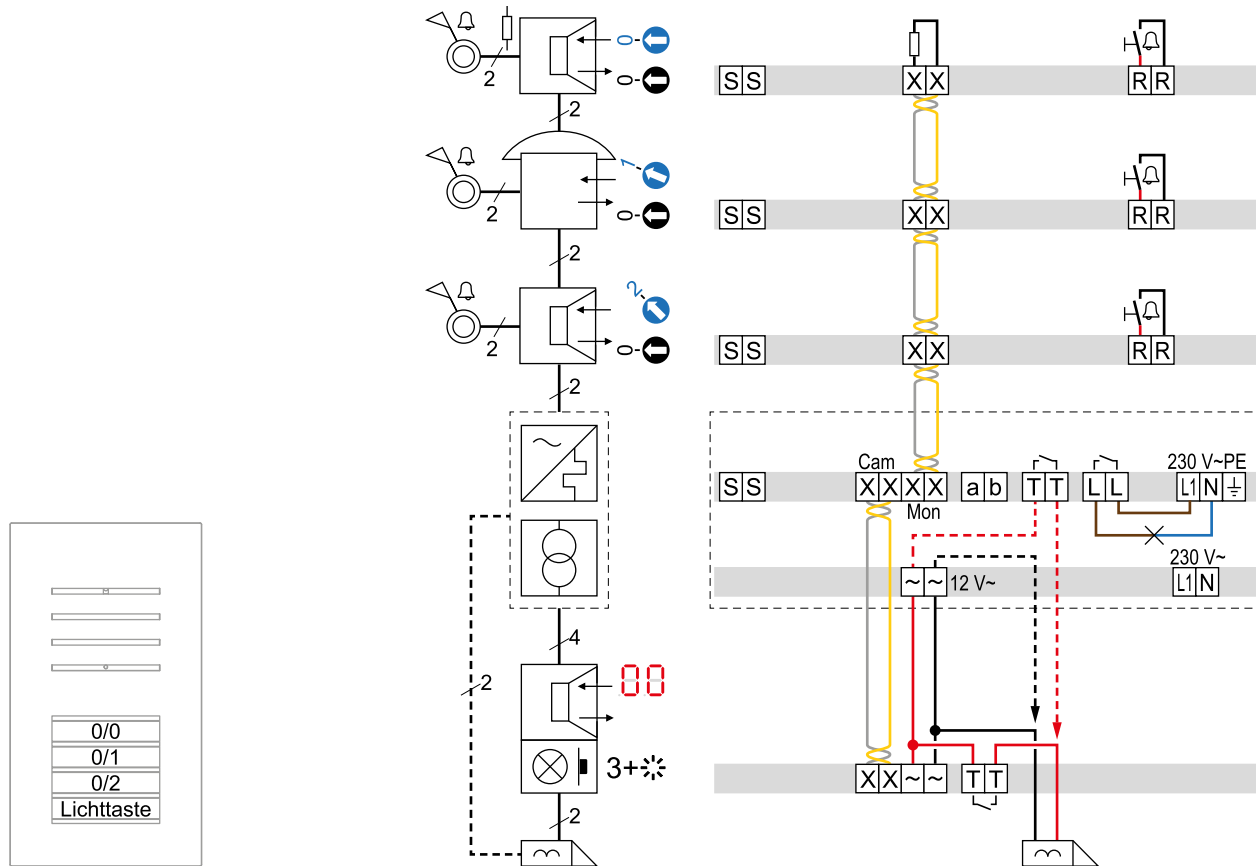 2 0 0
S S X X R R
2
2 1 0
S S X X R R
2
2 2 0
S S X X R R
2
Cam 230 V~PE
S S X X X X a b T T L L L1 N
Mon
230 V~
~ ~ 12 V~ L1 N
4
2
00
0/0
0/1
0/2
Lichttaste
3+
X X ~ ~ T T
2